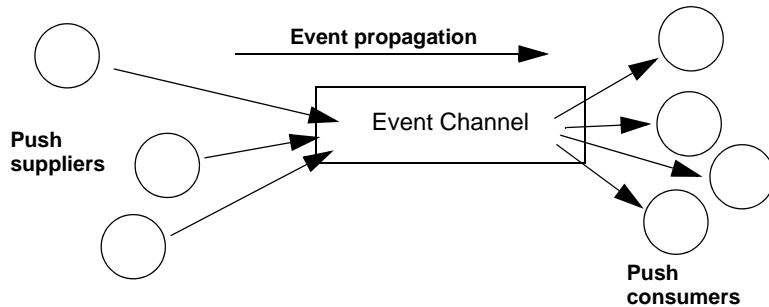 Event propagation
Event Channel
Push
suppliers
Push
consumers